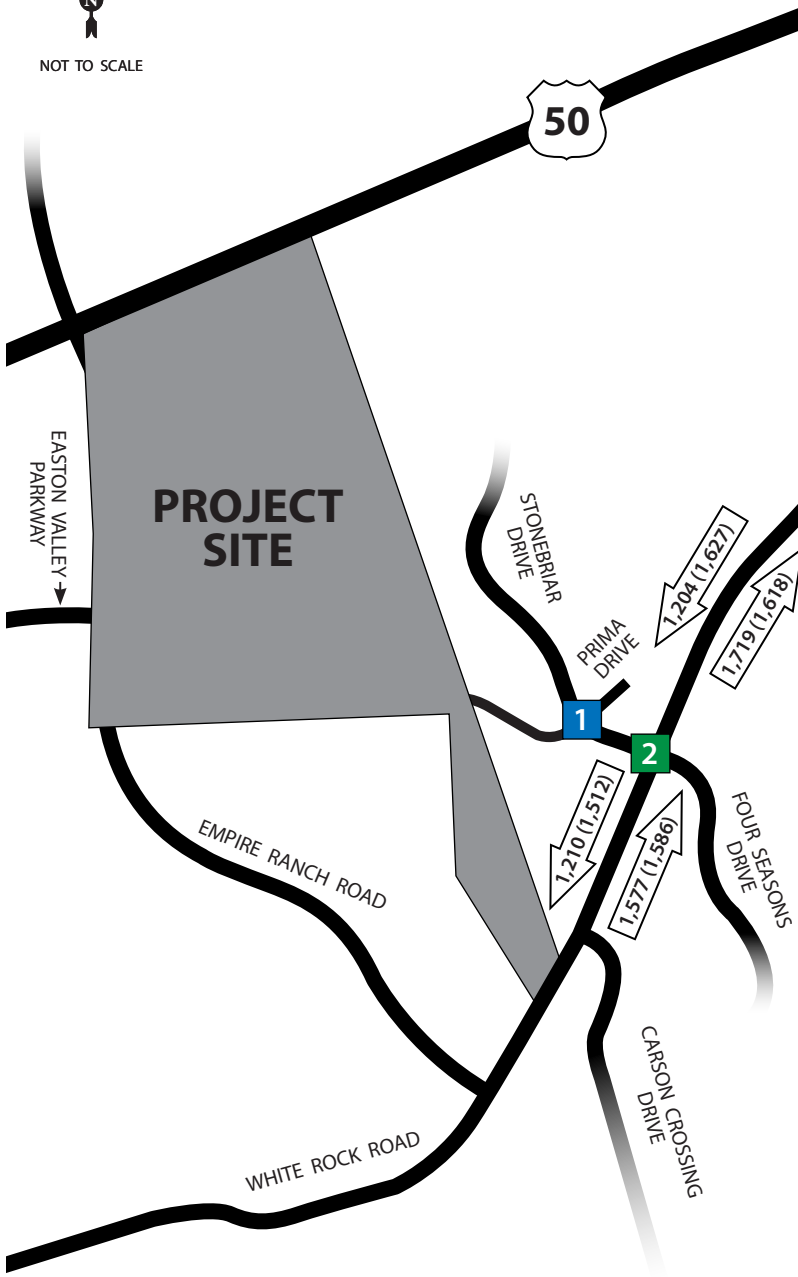 N
NOT TO SCALE
50
EASTON VALLEY
PARKWAY
PROJECT
SITE
STONEBRIAR
DRIVE
1,204 (1,627)
1,719 (1,618)
PRIMA
DRIVE
1
2
1,210 (1,512)
1,577 (1,586)
FOUR SEASONS
DRIVE
EMPIRE RANCH ROAD
CARSON CROSSING
DRIVE
WHITE ROCK ROAD